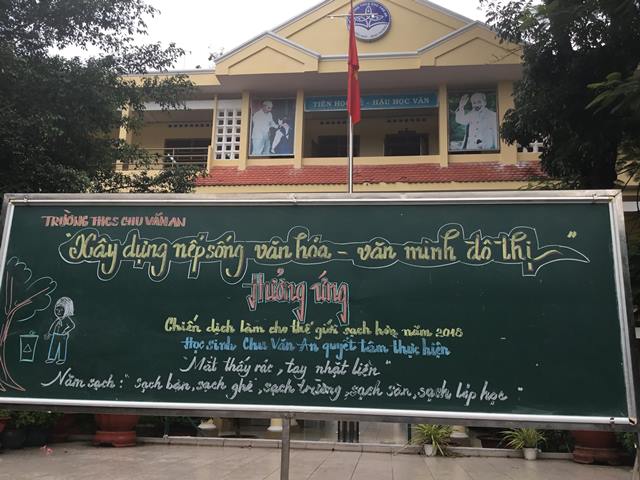 TIÊN HỌC LỄ - HẬU HỌC VĂN
TRƯỜNG THCS CHU VĂN AN
"Xây dựng nếp sống văn hóa - văn minh đô thị"
Hưởng ứng
Chiến dịch làm cho thế giới sạch hơn năm 2018
Học sinh Chu Văn An quyết tâm thực hiện
"Mắt thấy rác, tay nhặt liền"
Năm sạch: "sạch bàn, sạch ghế, sạch trường, sạch sân, sạch lớp học"